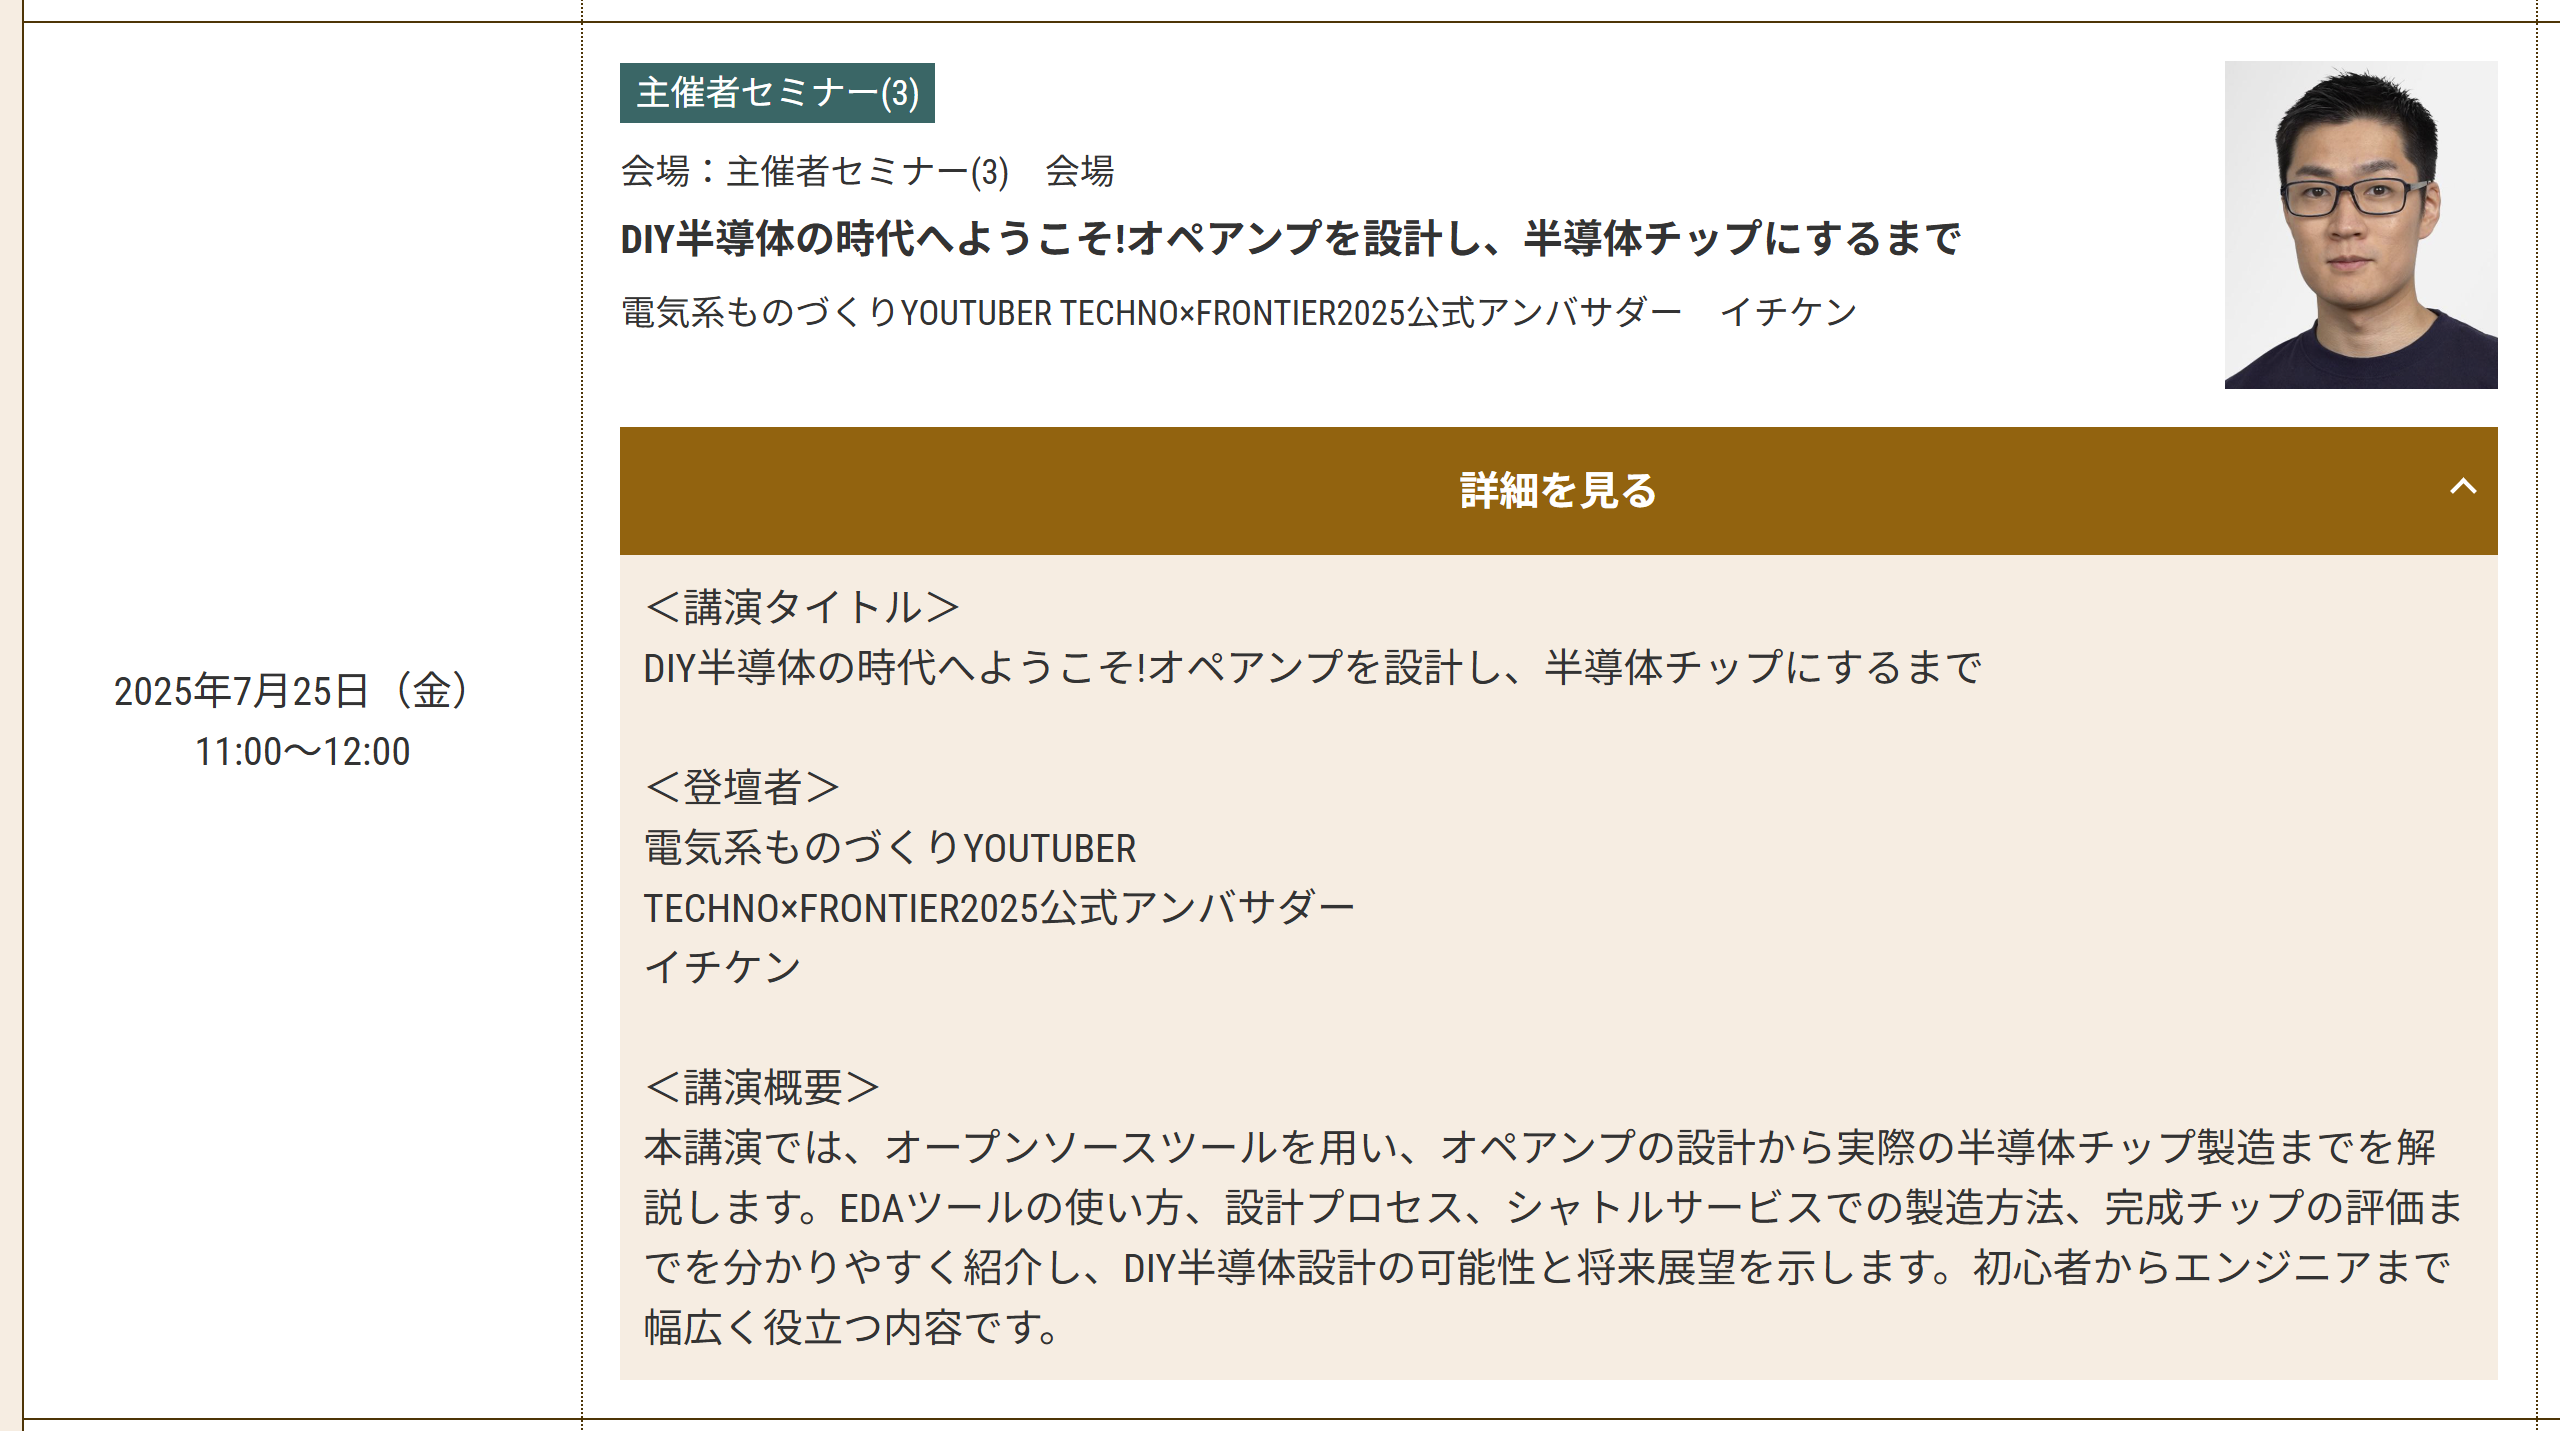 主催者セミナー(3)
会場：主催者セミナー(3)　会場
DIY半導体の時代へようこそ!オペアンプを設計し、半導体チップにするまで
電気系ものづくりYOUTUBER TECHNO×FRONTIER2025公式アンバサダー　イチケン
2025年7月25日（金）
11:00～12:00
詳細を見る
＜講演タイトル＞
DIY半導体の時代へようこそ!オペアンプを設計し、半導体チップにするまで
＜登壇者＞
電気系ものづくりYOUTUBER
TECHNO×FRONTIER2025公式アンバサダー
イチケン
＜講演概要＞
本講演では、オープンソースツールを用い、オペアンプの設計から実際の半導体チップ製造までを解
説します。EDAツールの使い方、設計プロセス、シャトルサービスでの製造方法、完成チップの評価ま
でを分かりやすく紹介し、DIY半導体設計の可能性と将来展望を示します。初心者からエンジニアまで
幅広く役立つ内容です。